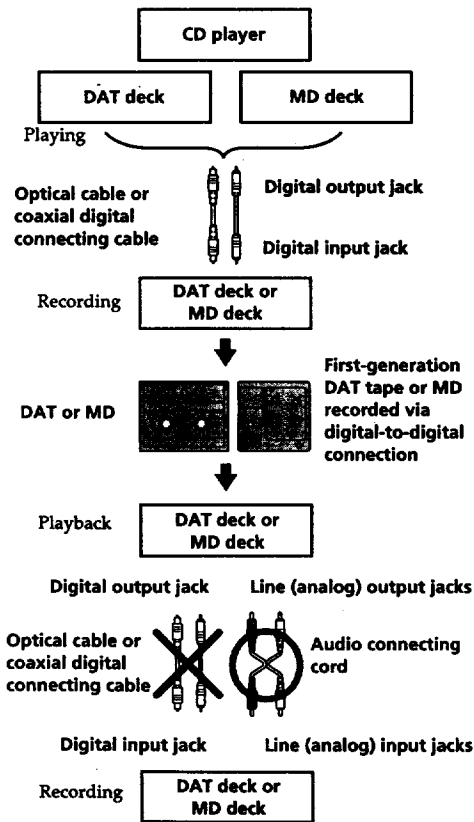 CD player
DAT deck
MD deck
Playing
Optical cable or
coaxial digital
connecting cable
Digital output jack
Digital input jack
Recording
DAT deck or
MD deck
DAT or MD
First-generation
DAT tape or MD
recorded via
digital-to-digital
connection
Playback
DAT deck or
MD deck
Digital output jack
Line (analog) output jacks
Optical cable or
coaxial digital
connecting cable
Audio connecting
cord
Digital input jack
Line (analog) input jacks
Recording
DAT deck or
MD deck